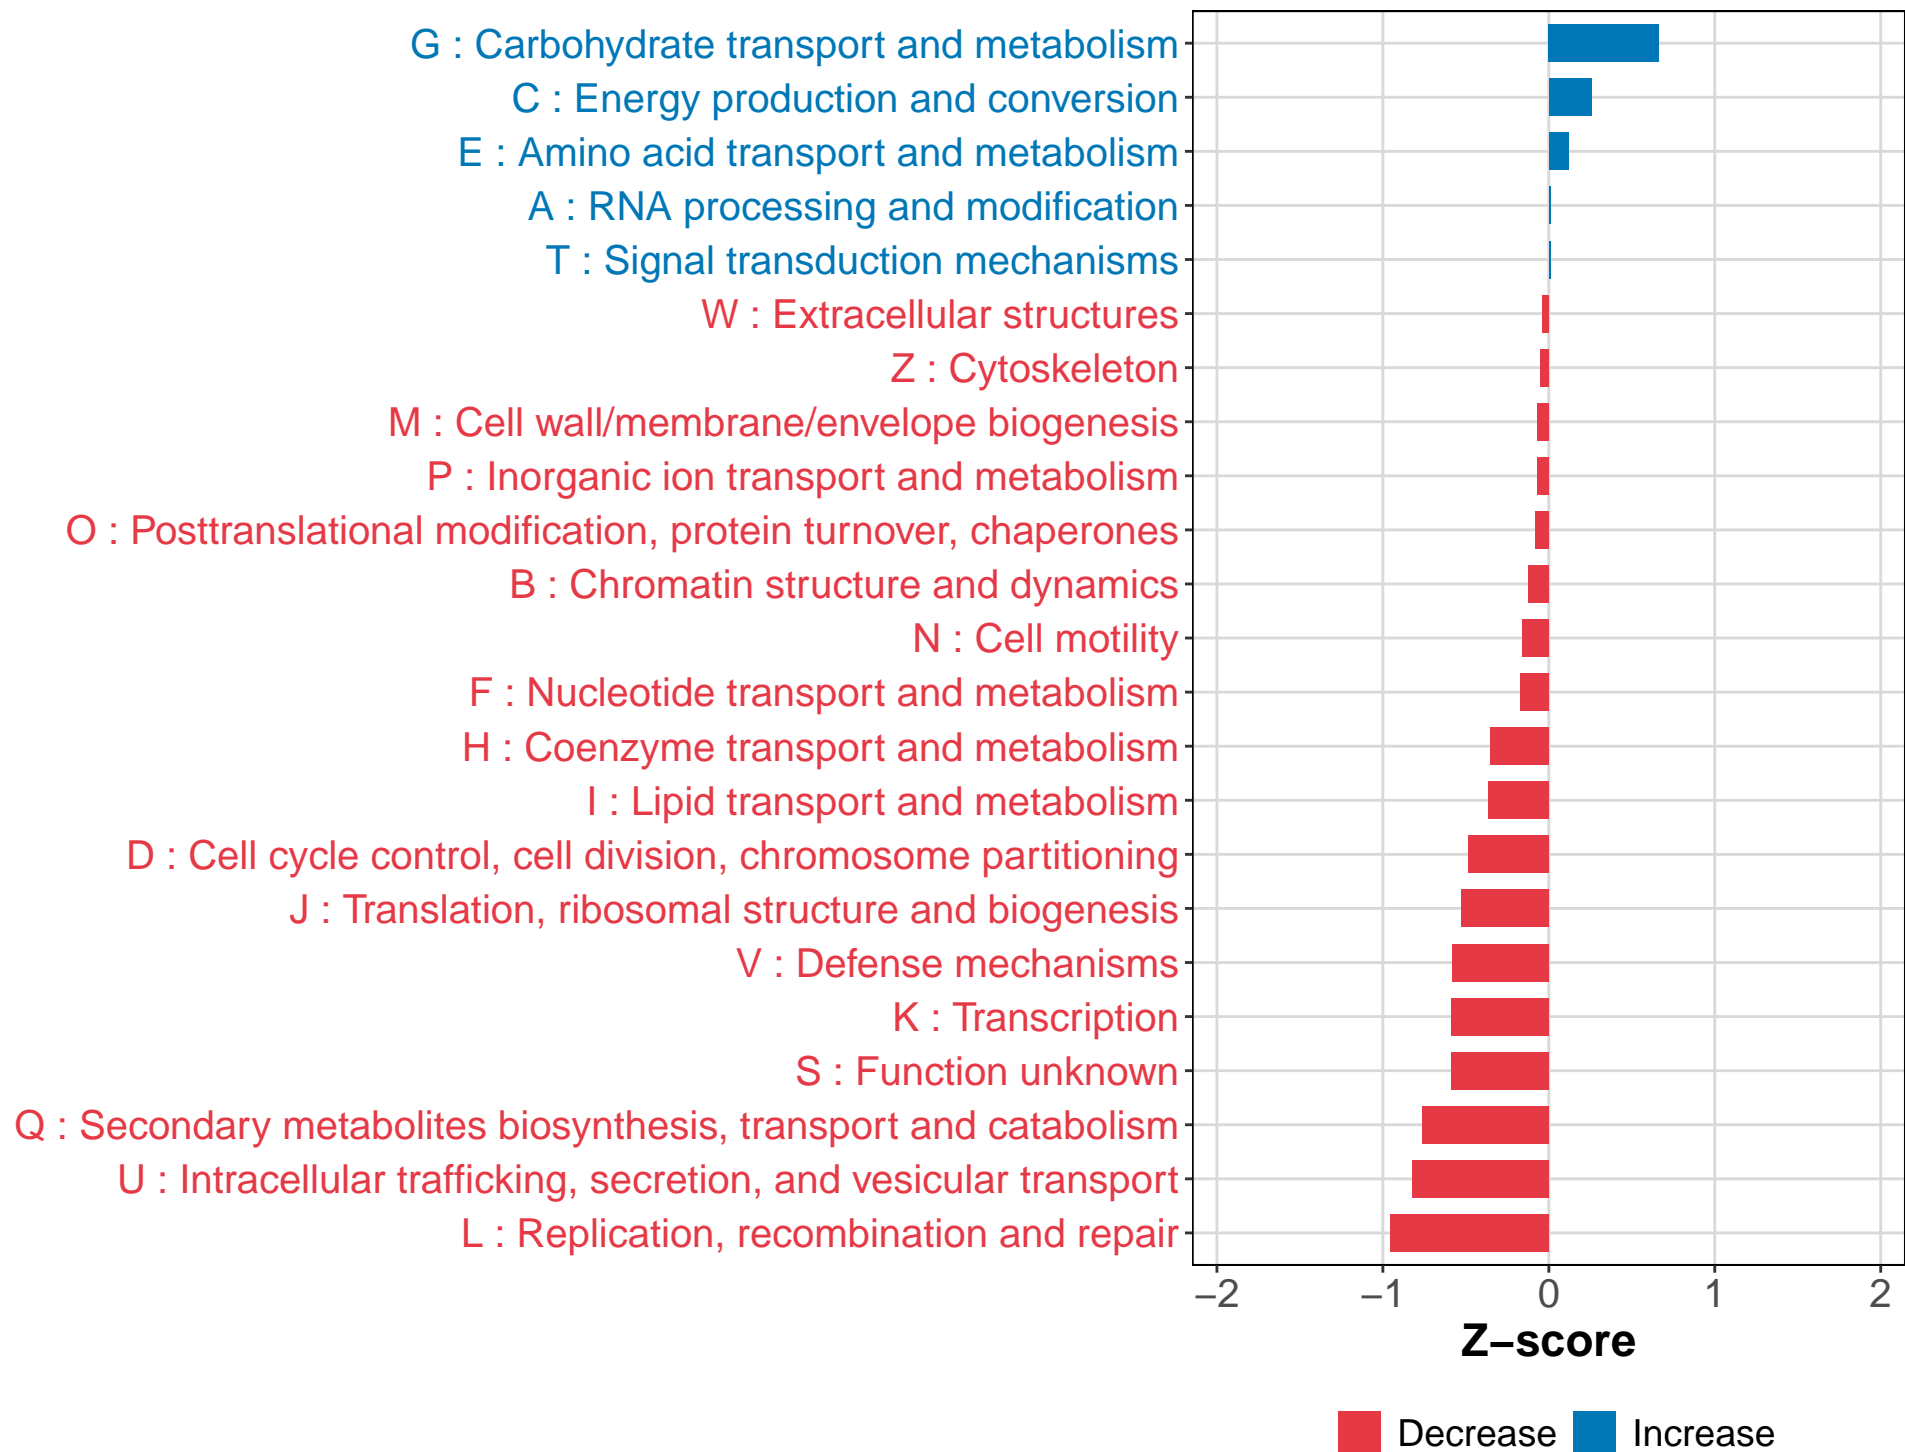 G : Carbohydrate transport and metabolism
C : Energy production and conversion
E : Amino acid transport and metabolism
A : RNA processing and modification
T : Signal transduction mechanisms
W : Extracellular structures
Z : Cytoskeleton
M : Cell wall/membrane/envelope biogenesis
P : Inorganic ion transport and metabolism
O : Posttranslational modification, protein turnover, chaperones
B : Chromatin structure and dynamics
N : Cell motility
F : Nucleotide transport and metabolism
H : Coenzyme transport and metabolism
I : Lipid transport and metabolism
D : Cell cycle control, cell division, chromosome partitioning
J : Translation, ribosomal structure and biogenesis
V : Defense mechanisms
K : Transcription
S : Function unknown
Q : Secondary metabolites biosynthesis, transport and catabolism
U : Intracellular trafficking, secretion, and vesicular transport
L : Replication, recombination and repair
−2 −1 0 1 2
Z−score
Decrease Increase